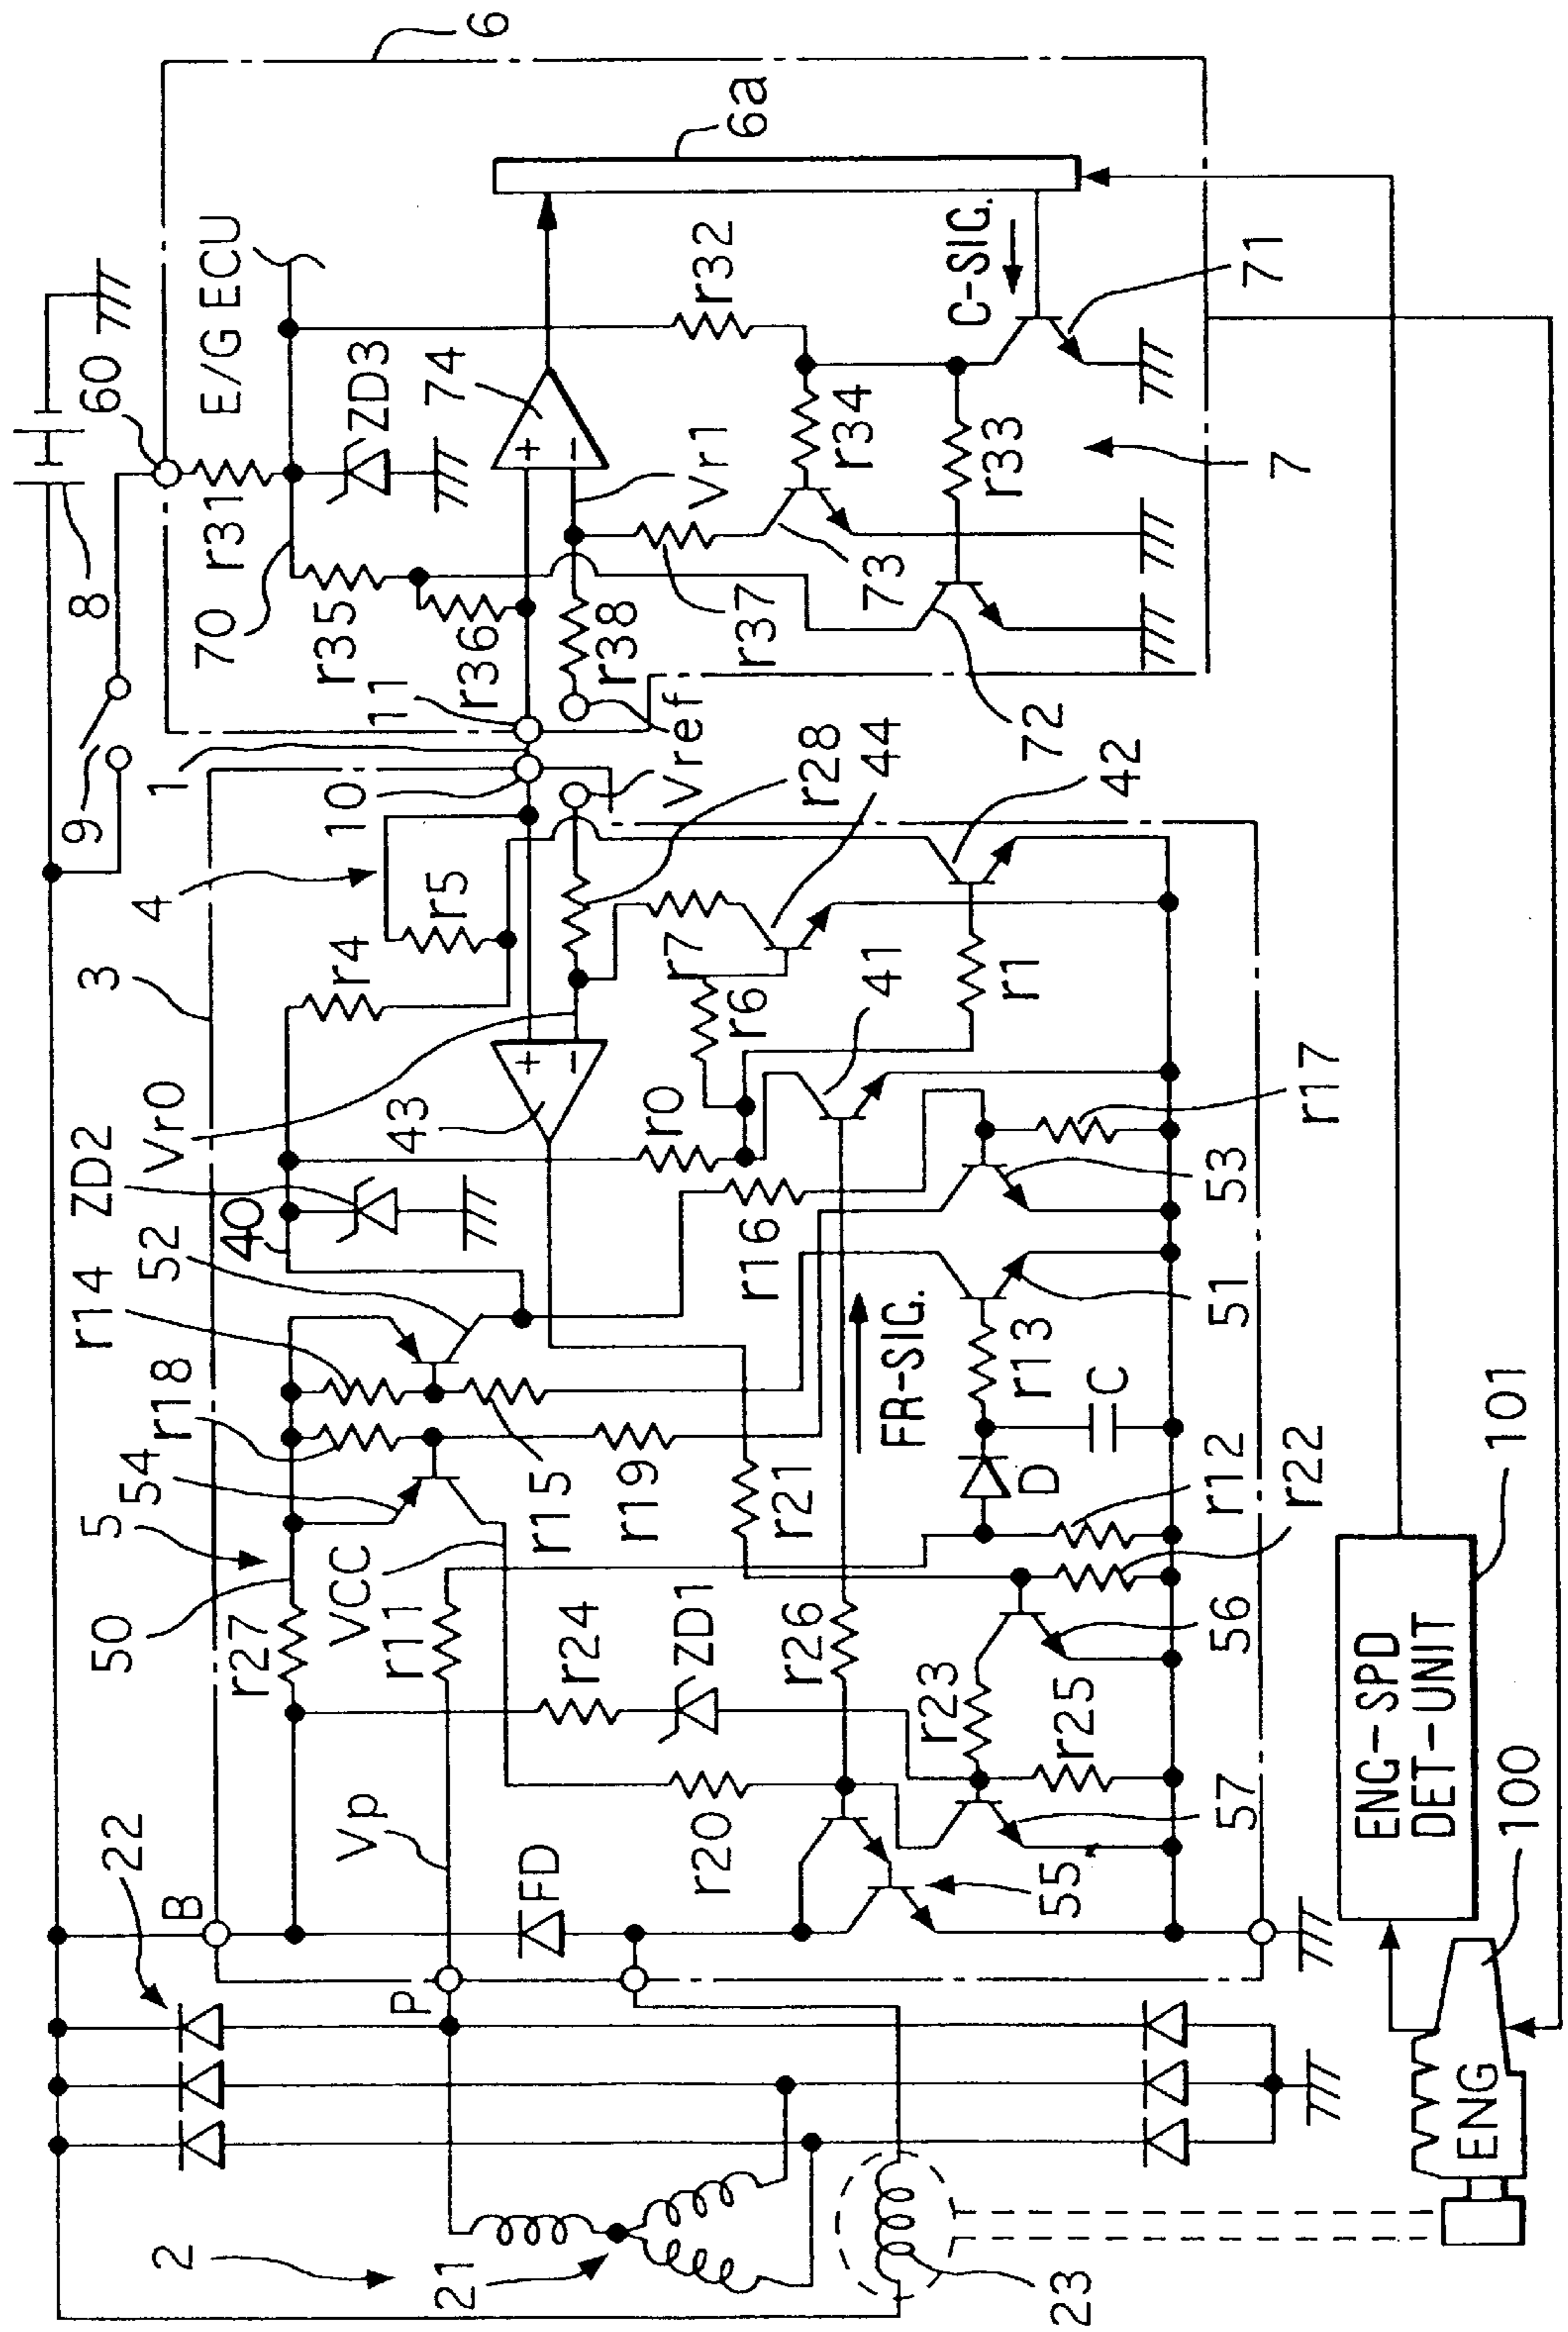 2
21
22
23
B
P
Vp
FD
50
5
54
r18
r14
52
40
ZD2
Vr0
3
4
r4
r5
10
1
9
8
60
6
r27
VCC
r11
r15
r19
r24
ZD1
r20
r21
r26
FR-SIG.
r16
r0
43
r6
r7
41
r28
44
42
r1
Vref
r17
53
51
r13
D
C
r12
r22
56
r23
r25
57
55
11
70
r31
r35
r36
r38
r37
Vref
E/G ECU
ZD3
74
Vr1
r32
r34
r33
73
72
71
7
6a
C-SIG.
ENG-SPD
DET-UNIT
101
100
ENG